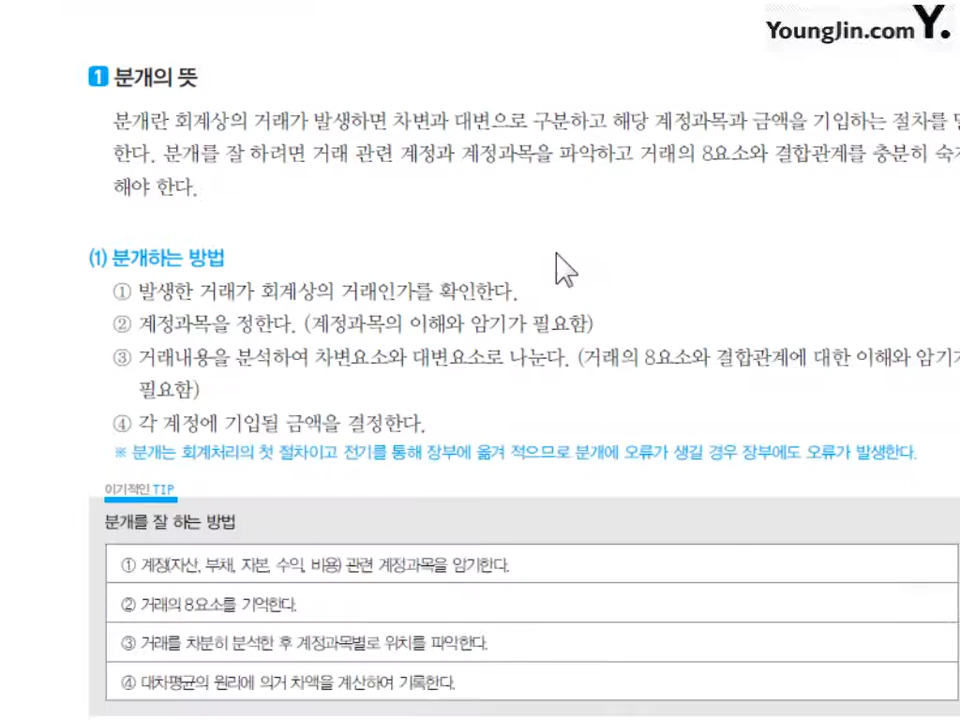 YoungJin.com Y.
1 분개의 뜻
분개란 회계상의 거래가 발생하면 차변과 대변으로 구분하고 해당 계정과목과 금액을 기입하는 절차를
한다. 분개를 잘 하려면 거래 관련 계정과 계정과목을 파악하고 거래의 8요소와 결합관계를 충분히
해야 한다.
(1) 분개하는 방법
① 발생한 거래가 회계상의 거래인가를 확인한다.
② 계정과목을 정한다. (계정과목의 이해와 암기가 필요함)
③ 거래내용을 분석하여 차변요소와 대변요소로 나눈다. (거래의 8요소와 결합관계에 대한 이해와
필요함)
④ 각 계정에 기입될 금액을 결정한다.
※ 분개는 회계처리의 첫 절차이고 전기를 통해 장부에 옮겨 적으므로 분개에 오류가 생길 경우 장부에도 오류가 발생한다.
이기적인 TIP
분개를 잘 하는 방법
① 계정(자산, 부채, 자본, 수익, 비용) 관련 계정과목을 암기한다.
② 거래의 8요소를 기억한다.
③ 거래를 차분히 분석한 후 계정과목별로 위치를 파악한다.
④ 대차평균의 원리에 의거 차액을 계산하여 기록한다.